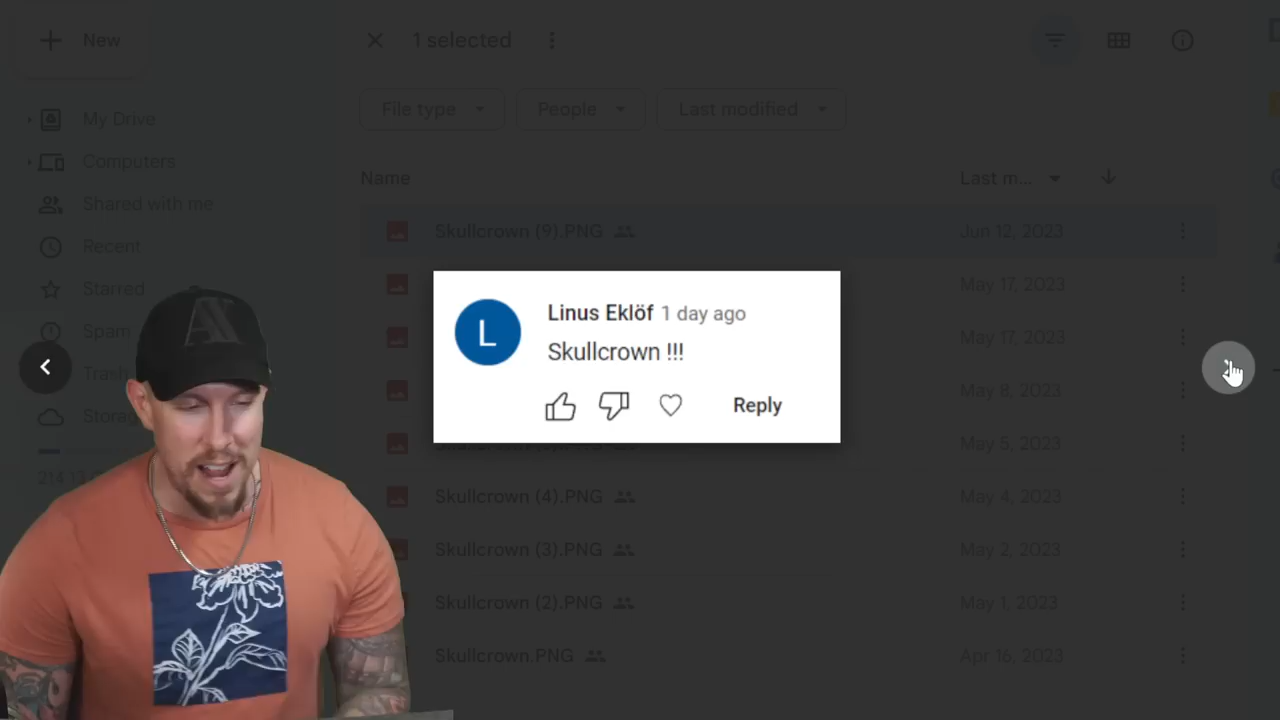 New
1 selected
File type
People
Last modified
My Drive
Computers
Shared with me
Recent
Starred
Spam
Trash
Name
Last m...
Skullcrown (9).PNG
Jun 12, 2023
May 17, 2023
May 17, 2023
May 8, 2023
May 5, 2023
Skullcrown (4).PNG
May 4, 2023
Skullcrown (3).PNG
May 2, 2023
Skullcrown (2).PNG
May 1, 2023
Skullcrown.PNG
Apr 16, 2023
L
Linus Eklöf 1 day ago
Skullcrown !!!
Reply